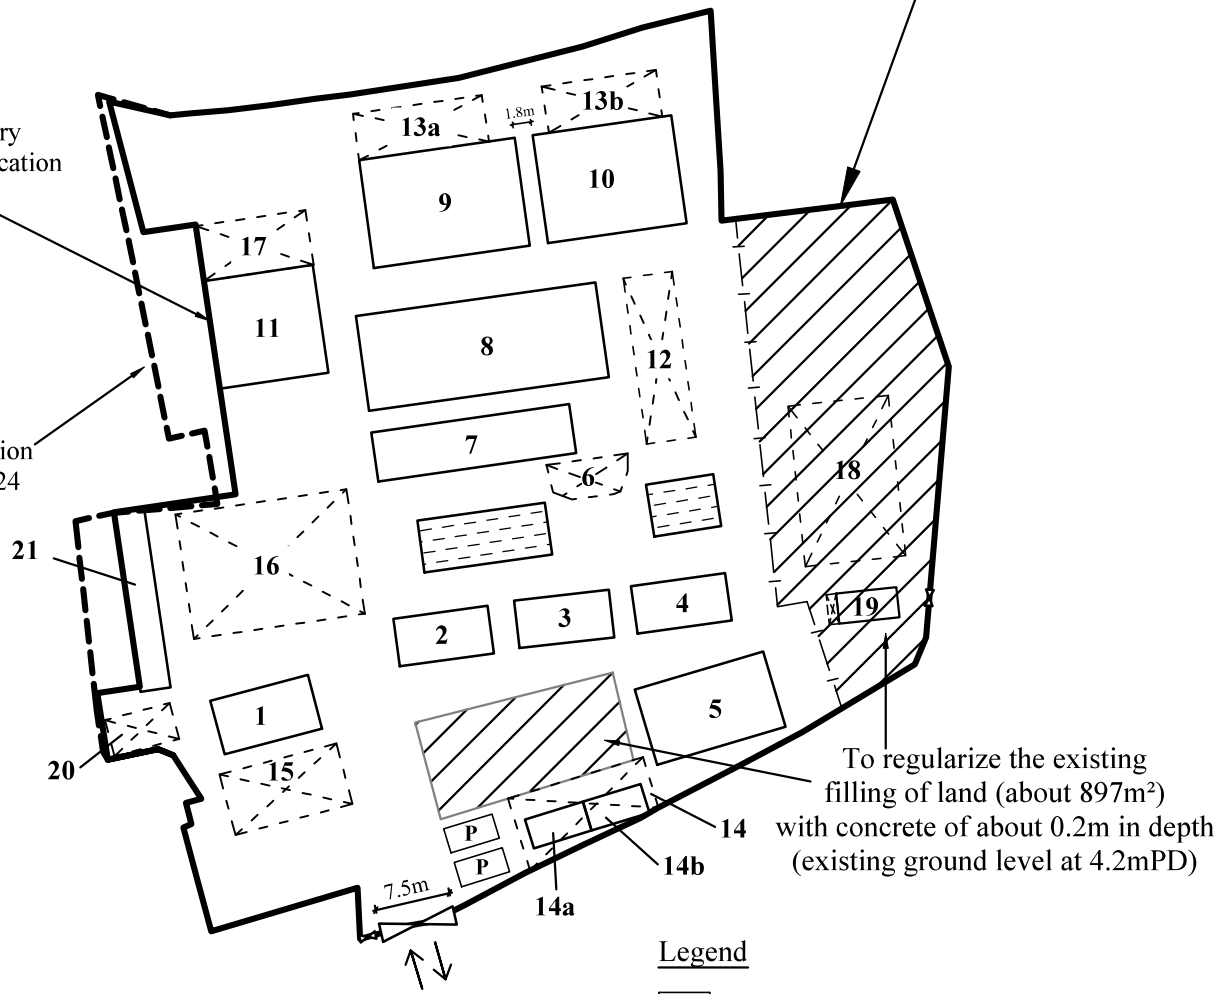 1.8m
13a
13b
ry
cation
9
10
17
11
8
12
7
ion
24
6
18
21
16
19
2
3
4
1
5
20
15
To regularize the existing
filling of land (about 897m²)
with concrete of about 0.2m in depth
(existing ground level at 4.2mPD)
14
P
P
14b
7.5m
14a
Legend